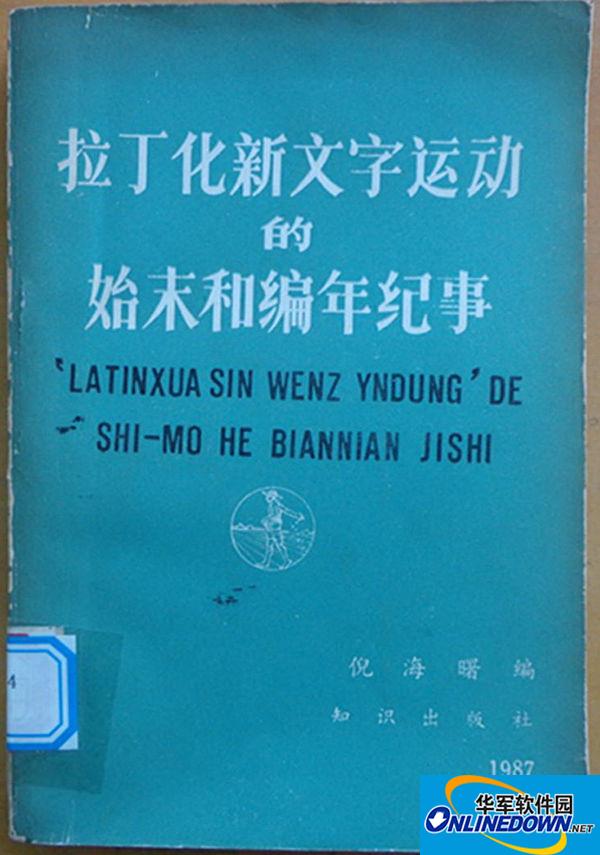 拉丁化新文字运动
的
始末和编年纪事
‘LATINXUA SIN WENZ YNDUNG’ DE
SHI-MO HE BIANNIAN JISHI
倪海曙编
知识出版社
1987
4
华军软件园
ONLINEDOWN.NET